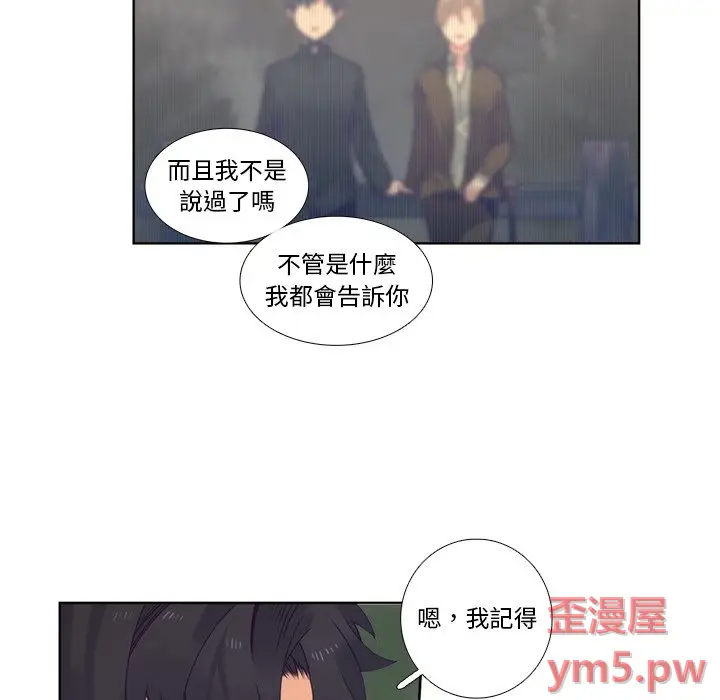 而且我不是
說過了嗎
不管是什麼
我都會告訴你
嗯，我記得
歪漫屋
ym5.pw